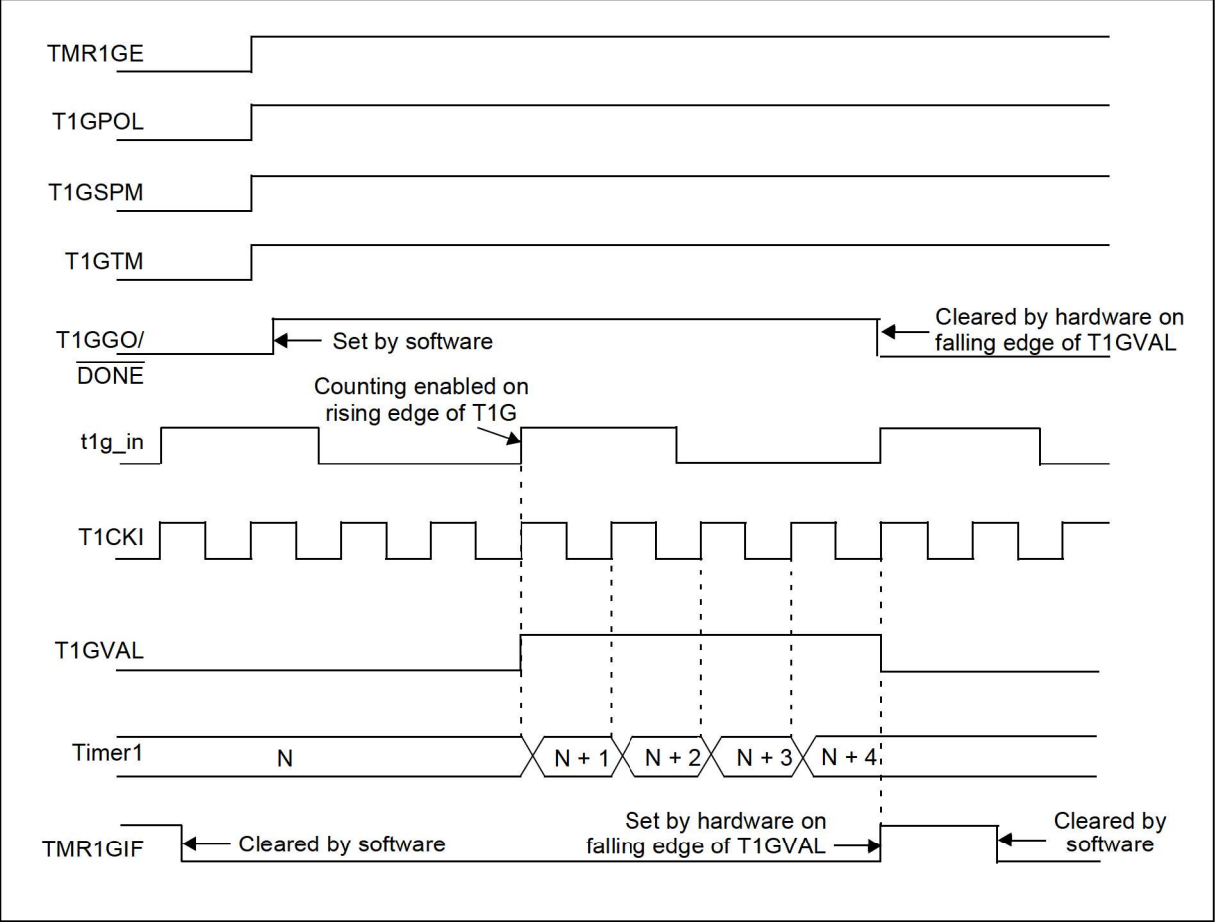 TMR1GE
T1GPOL
T1GSPM
T1GTM
T1GGO/
DONE
Set by software
Cleared by hardware on
falling edge of T1GVAL
Counting enabled on
rising edge of T1G
t1g_in
T1CKI
T1GVAL
Timer1
N
N + 1
N + 2
N + 3
N + 4
TMR1GIF
Cleared by software
Set by hardware on
falling edge of T1GVAL
Cleared by
software